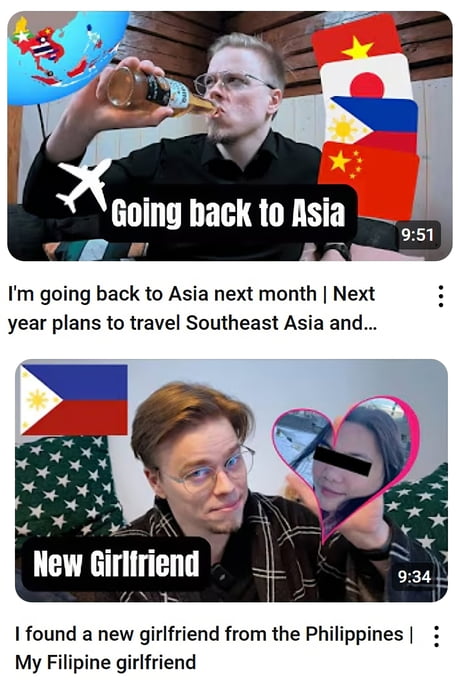 Going back to Asia
9:51
I'm going back to Asia next month | Next
year plans to travel Southeast Asia and...
New Girlfriend
9:34
I found a new girlfriend from the Philippines |
My Filipine girlfriend